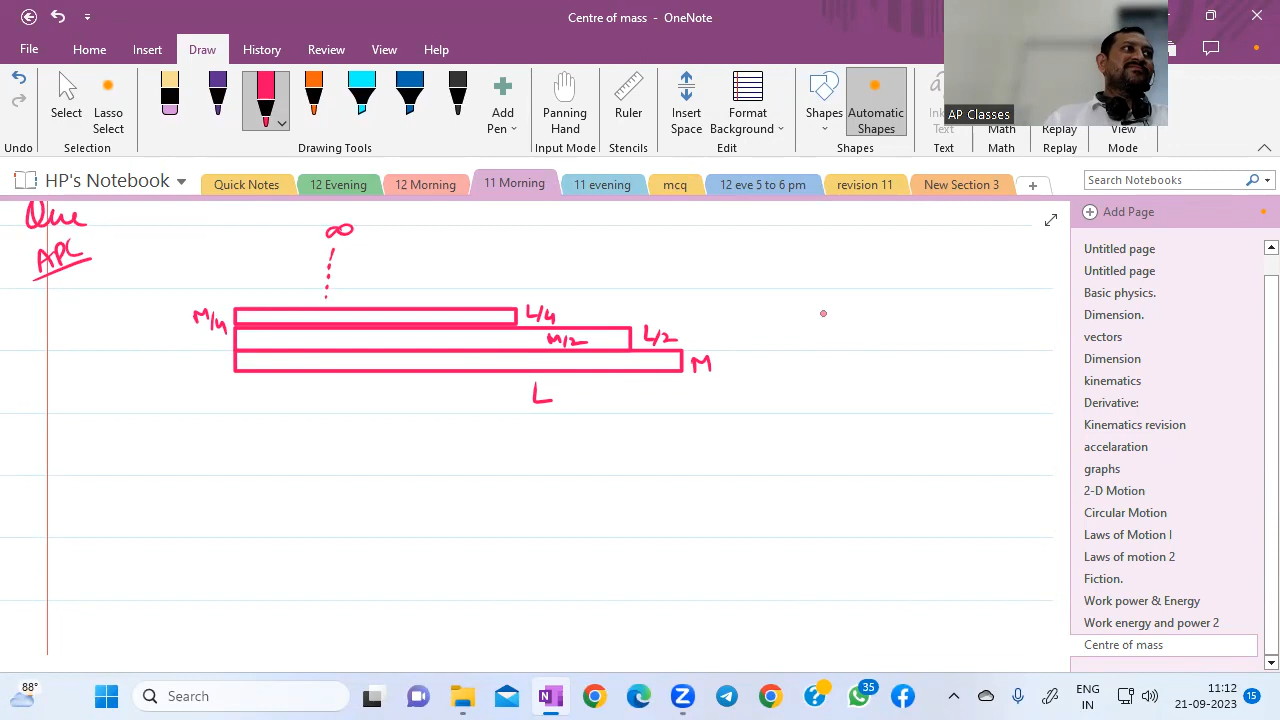 Centre of mass - OneNote
File Home Insert Draw History Review View Help
AP Classes
Select
Lasso Select
Add Pen
Panning Hand
Ruler
Insert Space
Format Background
Shapes
Automatic Shapes
Ink
Text
Math
Replay
View
Undo Selection Drawing Tools Input Mode Stencils Edit Shapes Text Math Replay Mode
HP's Notebook
Quick Notes 12 Evening 12 Morning 11 Morning 11 evening mcq 12 eve 5 to 6 pm revision 11 New Section 3
Search Notebooks
Que
APC
∞
M/4 L/4
M/2 L/2
M
L
Add Page
Untitled page
Untitled page
Basic physics.
Dimension.
vectors
Dimension
kinematics
Derivative:
Kinematics revision
accelaration
graphs
2-D Motion
Circular Motion
Laws of Motion I
Laws of motion 2
Fiction.
Work power & Energy
Work energy and power 2
Centre of mass
88°
Search
35
ENG
IN
11:12
21-09-2023
15